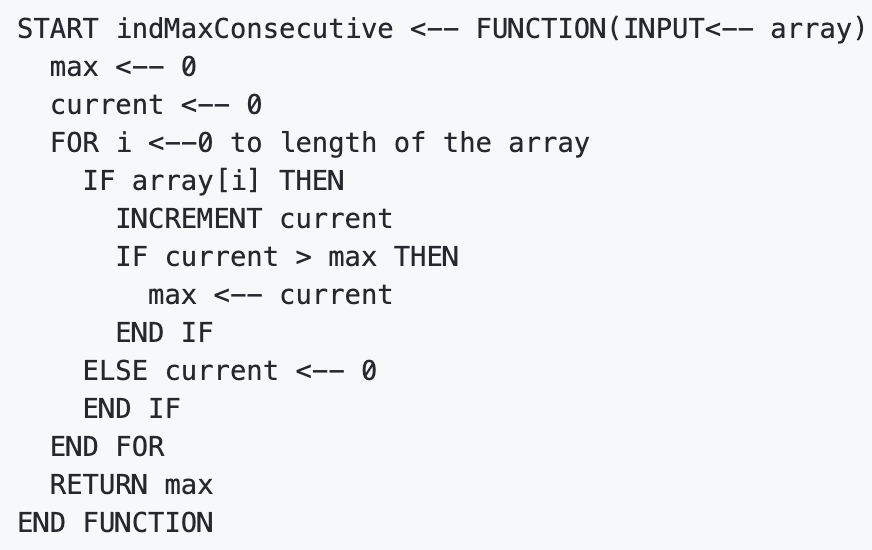 START indMaxConsecutive <-- FUNCTION(INPUT<-- array)
  max <-- 0
  current <-- 0
  FOR i <--0 to length of the array
    IF array[i] THEN
      INCREMENT current
      IF current > max THEN
        max <-- current
      END IF
    ELSE current <-- 0
    END IF
  END FOR
  RETURN max
END FUNCTION